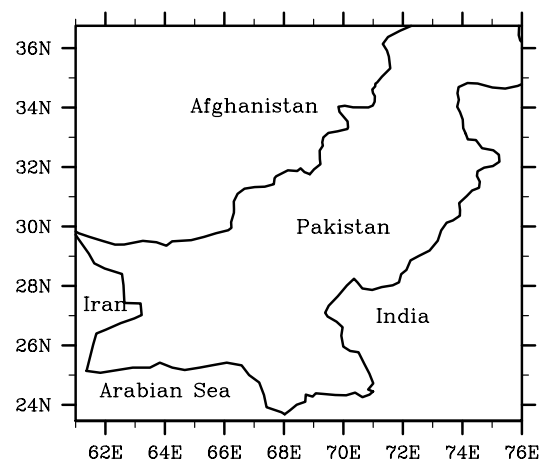 36N
34N
Afghanistan
32N
30N
Pakistan
28N
Iran
India
26N
Arabian Sea
24N
62E 64E 66E 68E 70E 72E 74E 76E